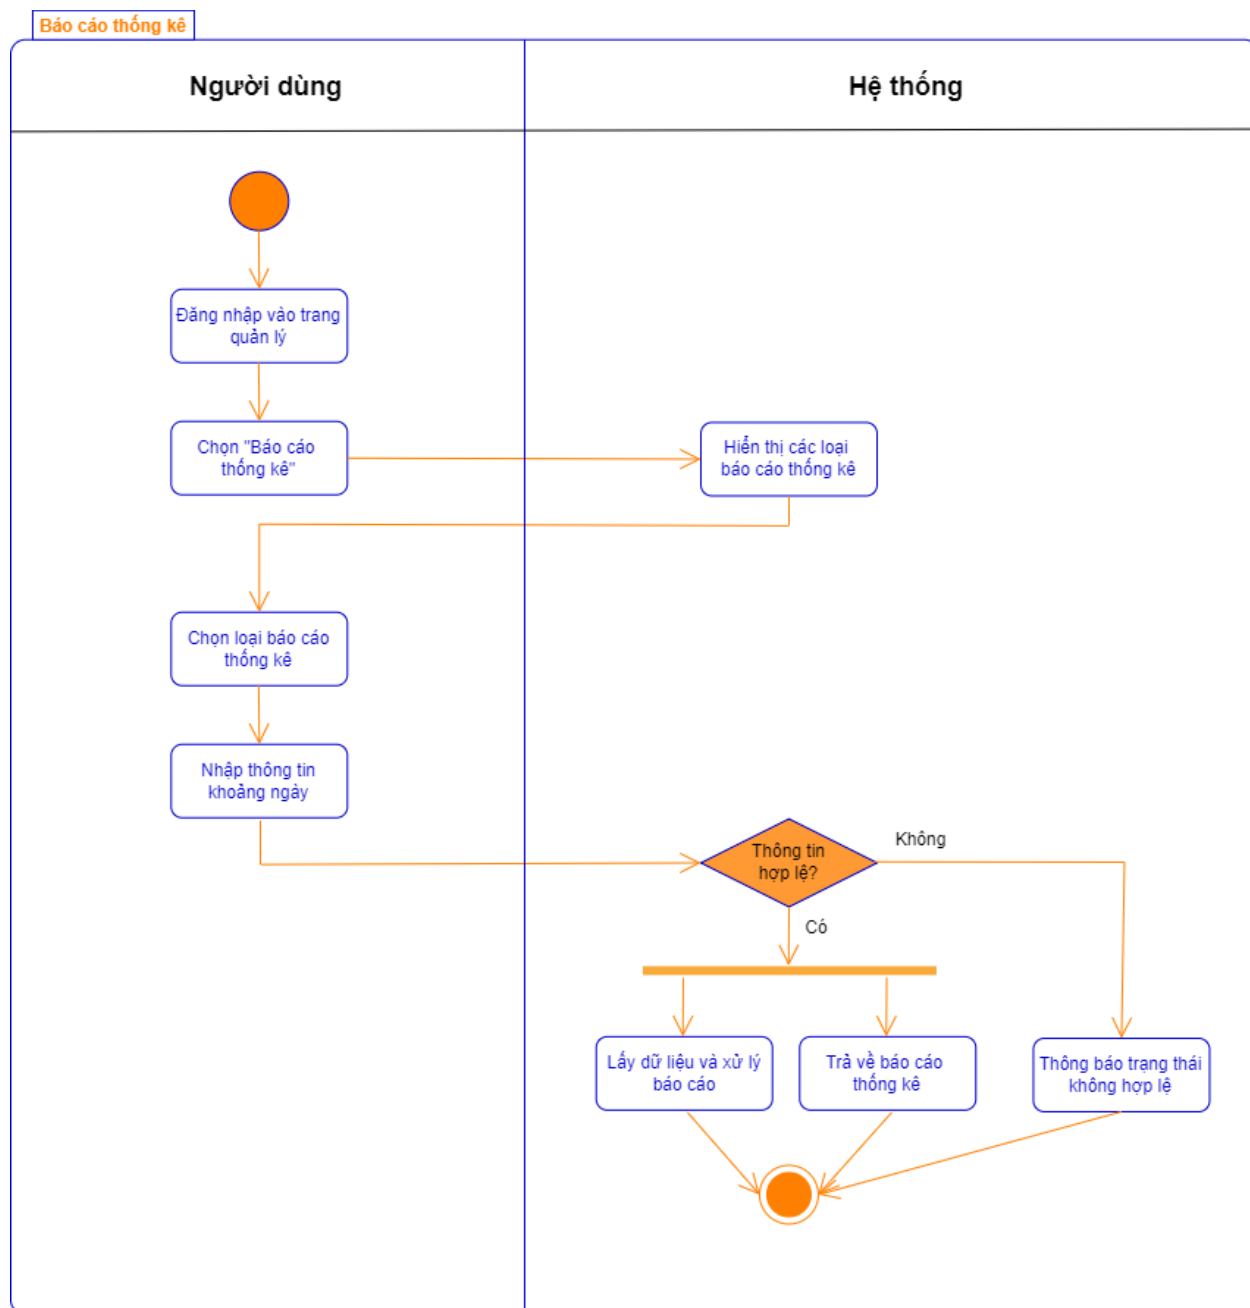 Báo cáo thống kê
Người dùng
Hệ thống
Đăng nhập vào trang
quản lý
Chọn "Báo cáo
thống kê"
Hiển thị các loại
báo cáo thống kê
Chọn loại báo cáo
thống kê
Nhập thông tin
khoảng ngày
Thông tin
hợp lệ?
Không
Có
Lấy dữ liệu và xử lý
báo cáo
Trả về báo cáo
thống kê
Thông báo trạng thái
không hợp lệ